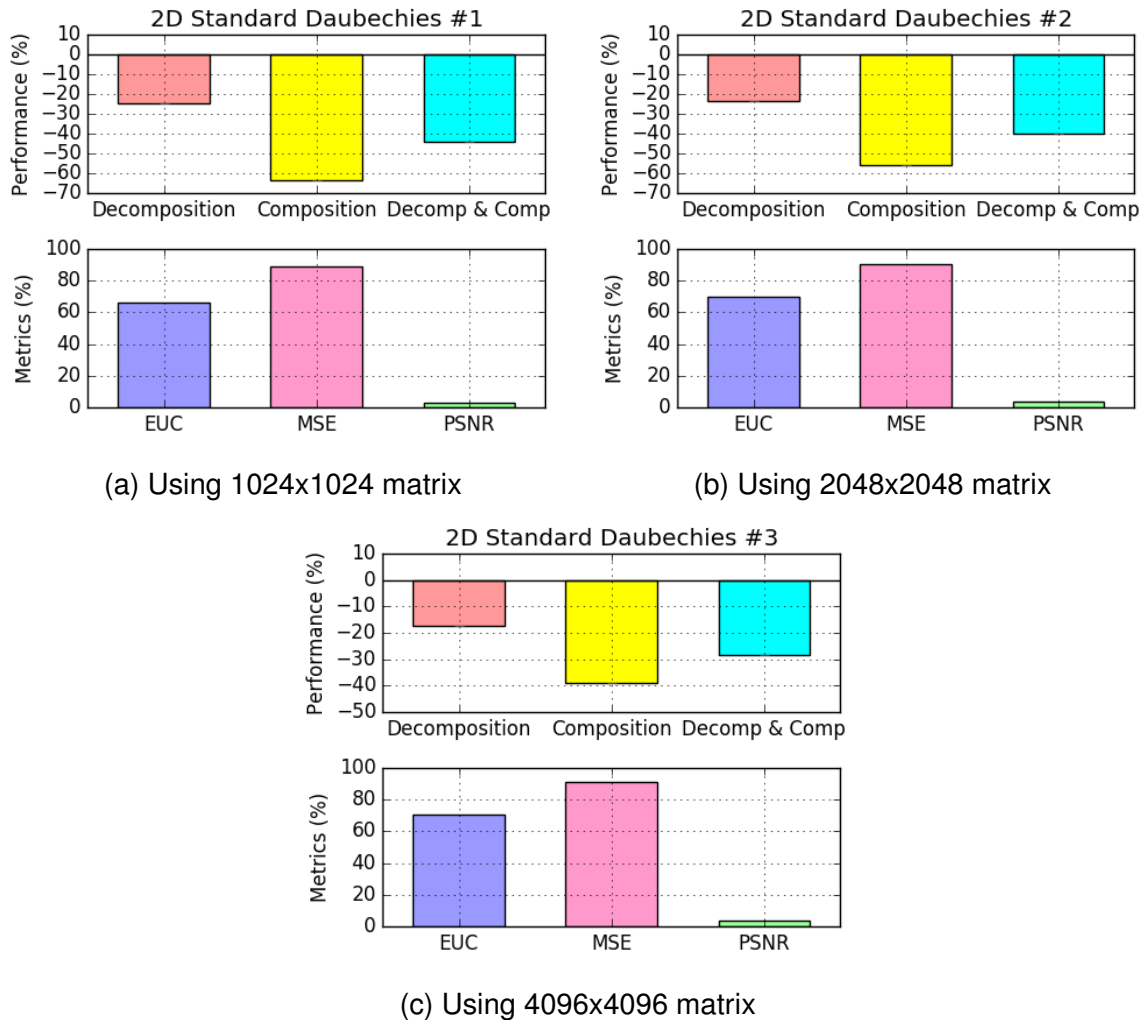 2D Standard Daubechies #1
Performance (%)
10
0
−10
−20
−30
−40
−50
−60
−70
Decomposition Composition Decomp & Comp
Metrics (%)
100
80
60
40
20
0
EUC MSE PSNR
(a) Using 1024x1024 matrix
2D Standard Daubechies #2
Performance (%)
10
0
−10
−20
−30
−40
−50
−60
−70
Decomposition Composition Decomp & Comp
Metrics (%)
100
80
60
40
20
0
EUC MSE PSNR
(b) Using 2048x2048 matrix
2D Standard Daubechies #3
Performance (%)
10
0
−10
−20
−30
−40
−50
Decomposition Composition Decomp & Comp
Metrics (%)
100
80
60
40
20
0
EUC MSE PSNR
(c) Using 4096x4096 matrix